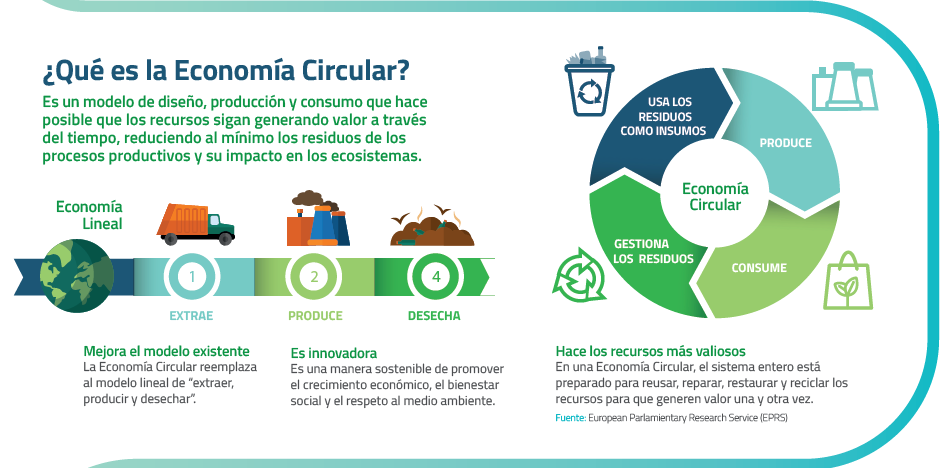 ¿Qué es la Economía Circular?
Es un modelo de diseño, producción y consumo que hace
posible que los recursos sigan generando valor a través
del tiempo, reduciendo al mínimo los residuos de los
procesos productivos y su impacto en los ecosistemas.
Economía
Lineal
1
2
4
EXTRAE
PRODUCE
DESECHA
Mejora el modelo existente
La Economía Circular reemplaza
al modelo lineal de “extraer,
producir y desechar”.
Es innovadora
Es una manera sostenible de promover
el crecimiento económico, el bienestar
social y el respeto al medio ambiente.
USA LOS
RESIDUOS
COMO INSUMOS
PRODUCE
Economía
Circular
GESTIONA
LOS RESIDUOS
CONSUME
Hace los recursos más valiosos
En una Economía Circular, el sistema entero está
preparado para reusar, reparar, restaurar y reciclar los
recursos para que generen valor una y otra vez.
Fuente: European Parlamientary Research Service (EPRS)